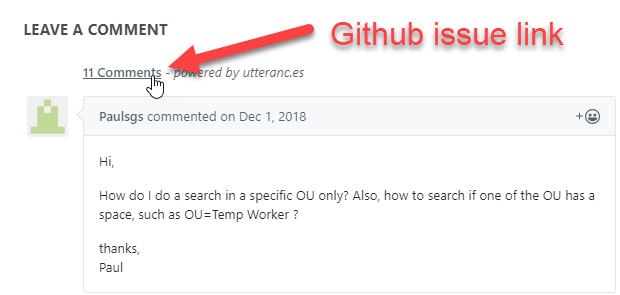 LEAVE A COMMENT
Github issue link
11 Comments - powered by utteranc.es
Paulsgs commented on Dec 1, 2018
+
Hi,
How do I do a search in a specific OU only? Also, how to search if one of the OU has a
space, such as OU=Temp Worker ?
thanks,
Paul